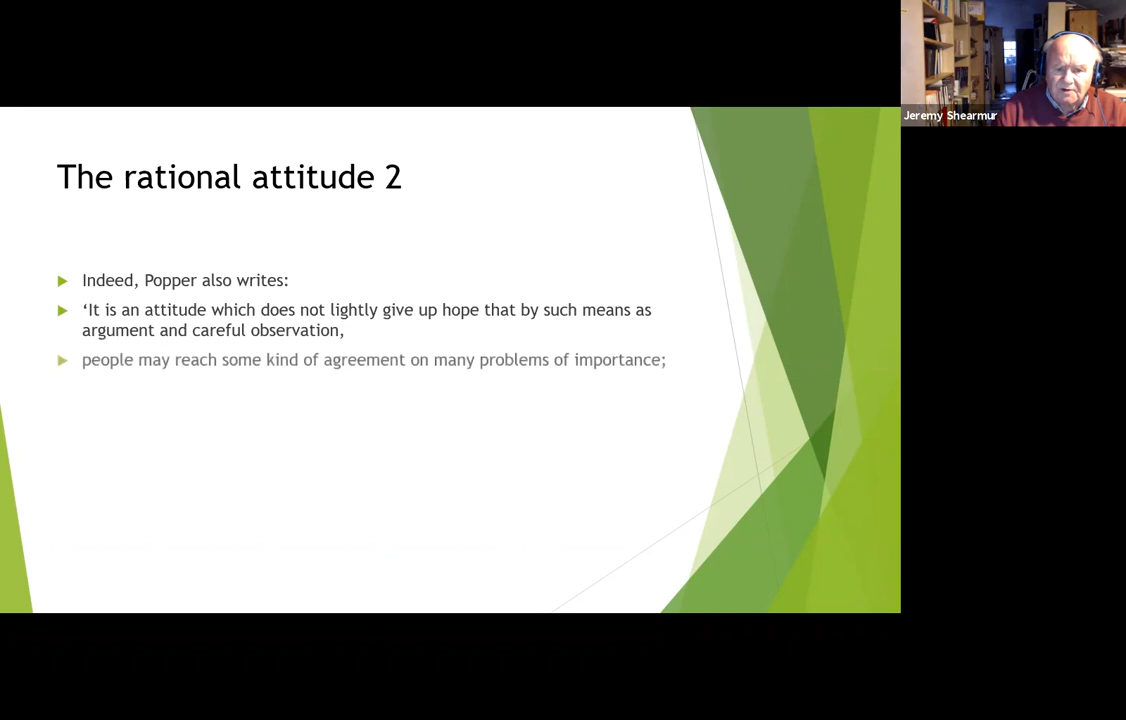 Jeremy Shearmur
The rational attitude 2
Indeed, Popper also writes:
‘It is an attitude which does not lightly give up hope that by such means as
argument and careful observation,
people may reach some kind of agreement on many problems of importance;